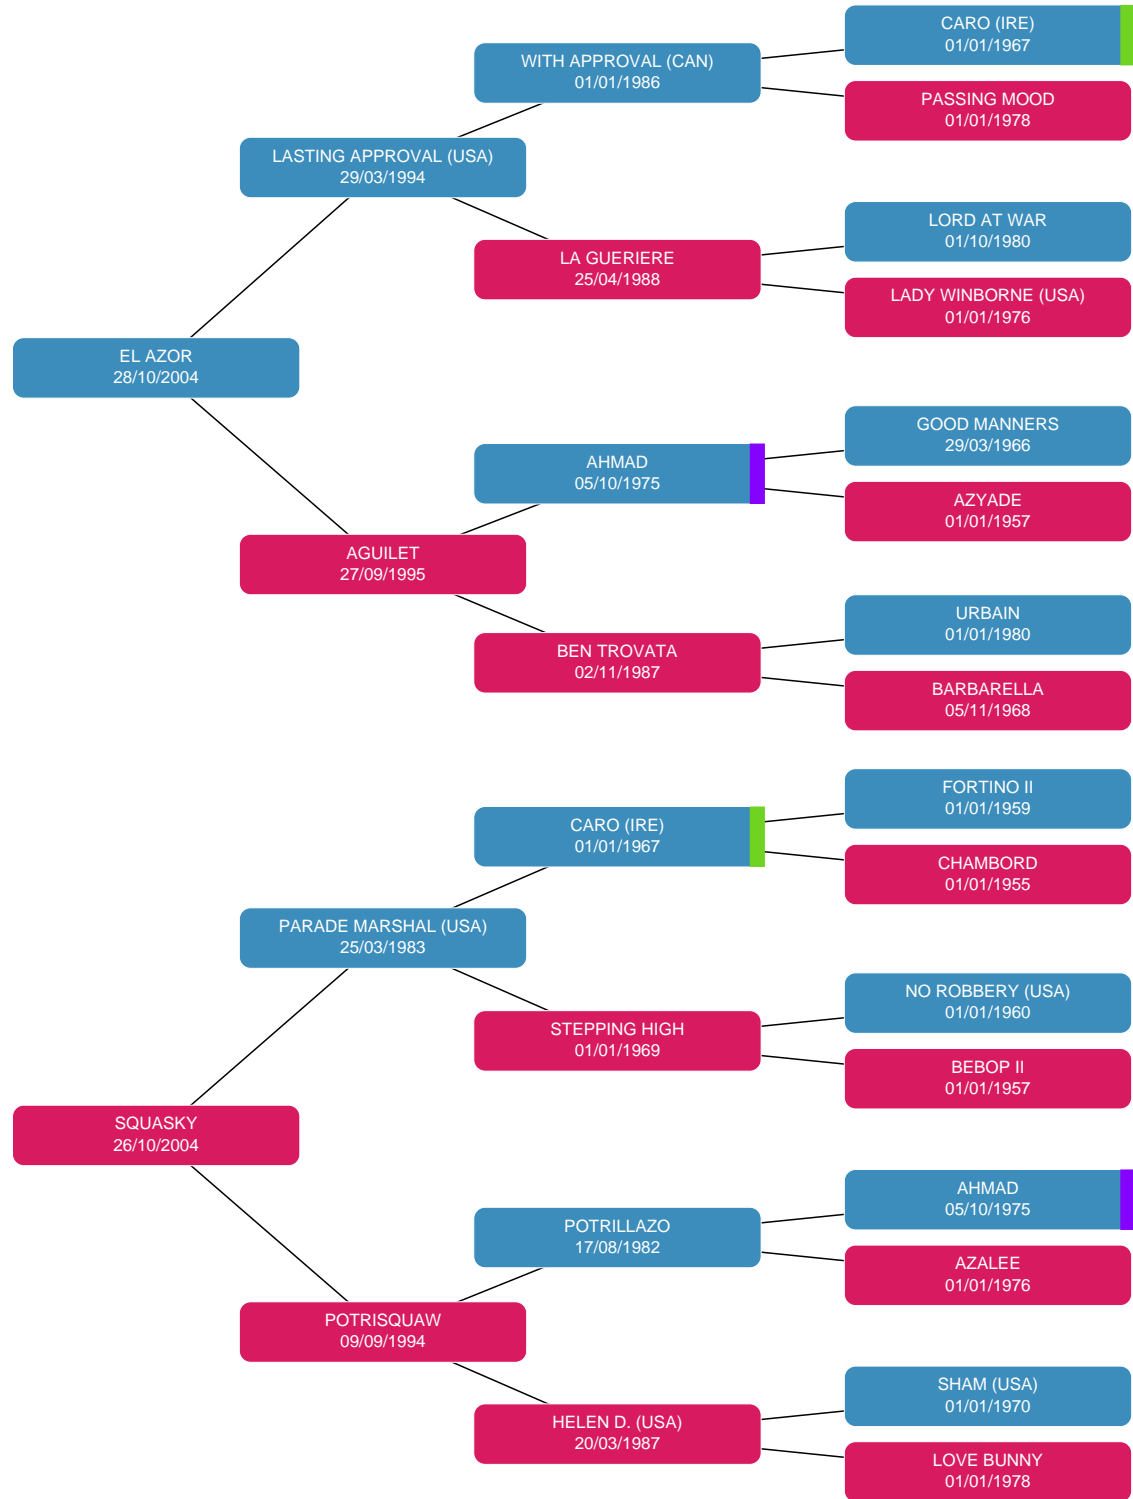 CARO (IRE)
01/01/1967
WITH APPROVAL (CAN)
01/01/1986
PASSING MOOD
01/01/1978
LASTING APPROVAL (USA)
29/03/1994
LORD AT WAR
01/10/1980
LA GUERIERE
25/04/1988
LADY WINBORNE (USA)
01/01/1976
EL AZOR
28/10/2004
GOOD MANNERS
29/03/1966
AHMAD
05/10/1975
AZYADE
01/01/1957
AGUILET
27/09/1995
URBAIN
01/01/1980
BEN TROVATA
02/11/1987
BARBARELLA
05/11/1968
FORTINO II
01/01/1959
CARO (IRE)
01/01/1967
CHAMBORD
01/01/1955
PARADE MARSHAL (USA)
25/03/1983
NO ROBBERY (USA)
01/01/1960
STEPPING HIGH
01/01/1969
BEBOP II
01/01/1957
SQUASKY
26/10/2004
AHMAD
05/10/1975
POTRILLAZO
17/08/1982
AZALEE
01/01/1976
POTRISQUAW
09/09/1994
SHAM (USA)
01/01/1970
HELEN D. (USA)
20/03/1987
LOVE BUNNY
01/01/1978